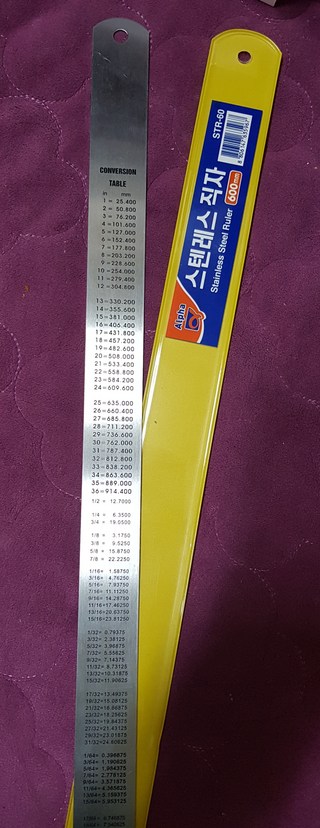 CONVERSION
TABLE
in mm
1 = 25.400
2 = 50.800
3 = 76.200
4 = 101.600
5 = 127.000
6 = 152.400
7 = 177.800
8 = 203.200
9 = 228.600
10 = 254.000
11 = 279.400
12 = 304.800
13 = 330.200
14 = 355.600
15 = 381.000
16 = 406.400
17 = 431.800
18 = 457.200
19 = 482.600
20 = 508.000
21 = 533.400
22 = 558.800
23 = 584.200
24 = 609.600
25 = 635.000
26 = 660.400
27 = 685.800
28 = 711.200
29 = 736.600
30 = 762.000
31 = 787.400
32 = 812.800
33 = 838.200
34 = 863.600
35 = 889.000
36 = 914.400
1/2 = 12.7000
1/4 = 6.3500
3/4 = 19.0500
1/8 = 3.1750
3/8 = 9.5250
5/8 = 15.8750
7/8 = 22.2250
1/16= 1.58750
3/16= 4.76250
5/16= 7.93750
7/16= 11.11250
9/16= 14.28750
11/16=17.46250
13/16=20.63750
15/16=23.81250
1/32= 0.79375
3/32= 2.38125
5/32= 3.96875
7/32= 5.55625
9/32= 7.14375
11/32= 8.73125
13/32=10.31875
15/32=11.90625
17/32=13.49375
19/32=15.08125
21/32=16.66875
23/32=18.25625
25/32=19.84375
27/32=21.43125
29/32=23.01875
31/32=24.60625
1/64= 0.396875
3/64= 1.190625
5/64= 1.984375
7/64= 2.778125
9/64= 3.571875
11/64= 4.365625
13/64= 5.159375
15/64= 5.953125
STR-60
스텐레스 직자
600mm
Stainless Steel Ruler
Alpha